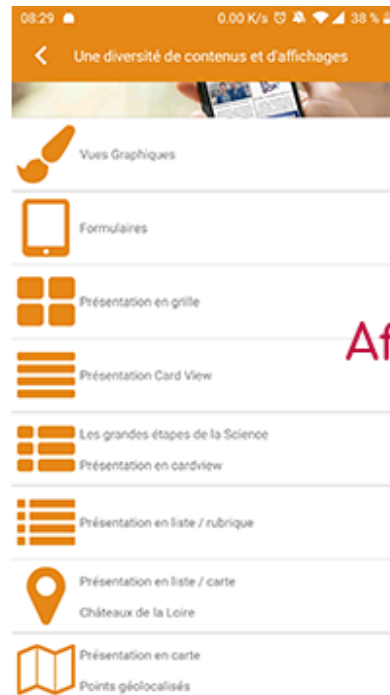 08:29 0.00 K/s 38 %
Une diversité de contenus et d'affichages
Vues Graphiques
Formulaires
Présentation en grille
Af
Présentation Card View
Les grandes étapes de la Science
Présentation en cardview
Présentation en liste / rubrique
Présentation en liste / carte
Châteaux de la Loire
Présentation en carte
Points géolocalisés